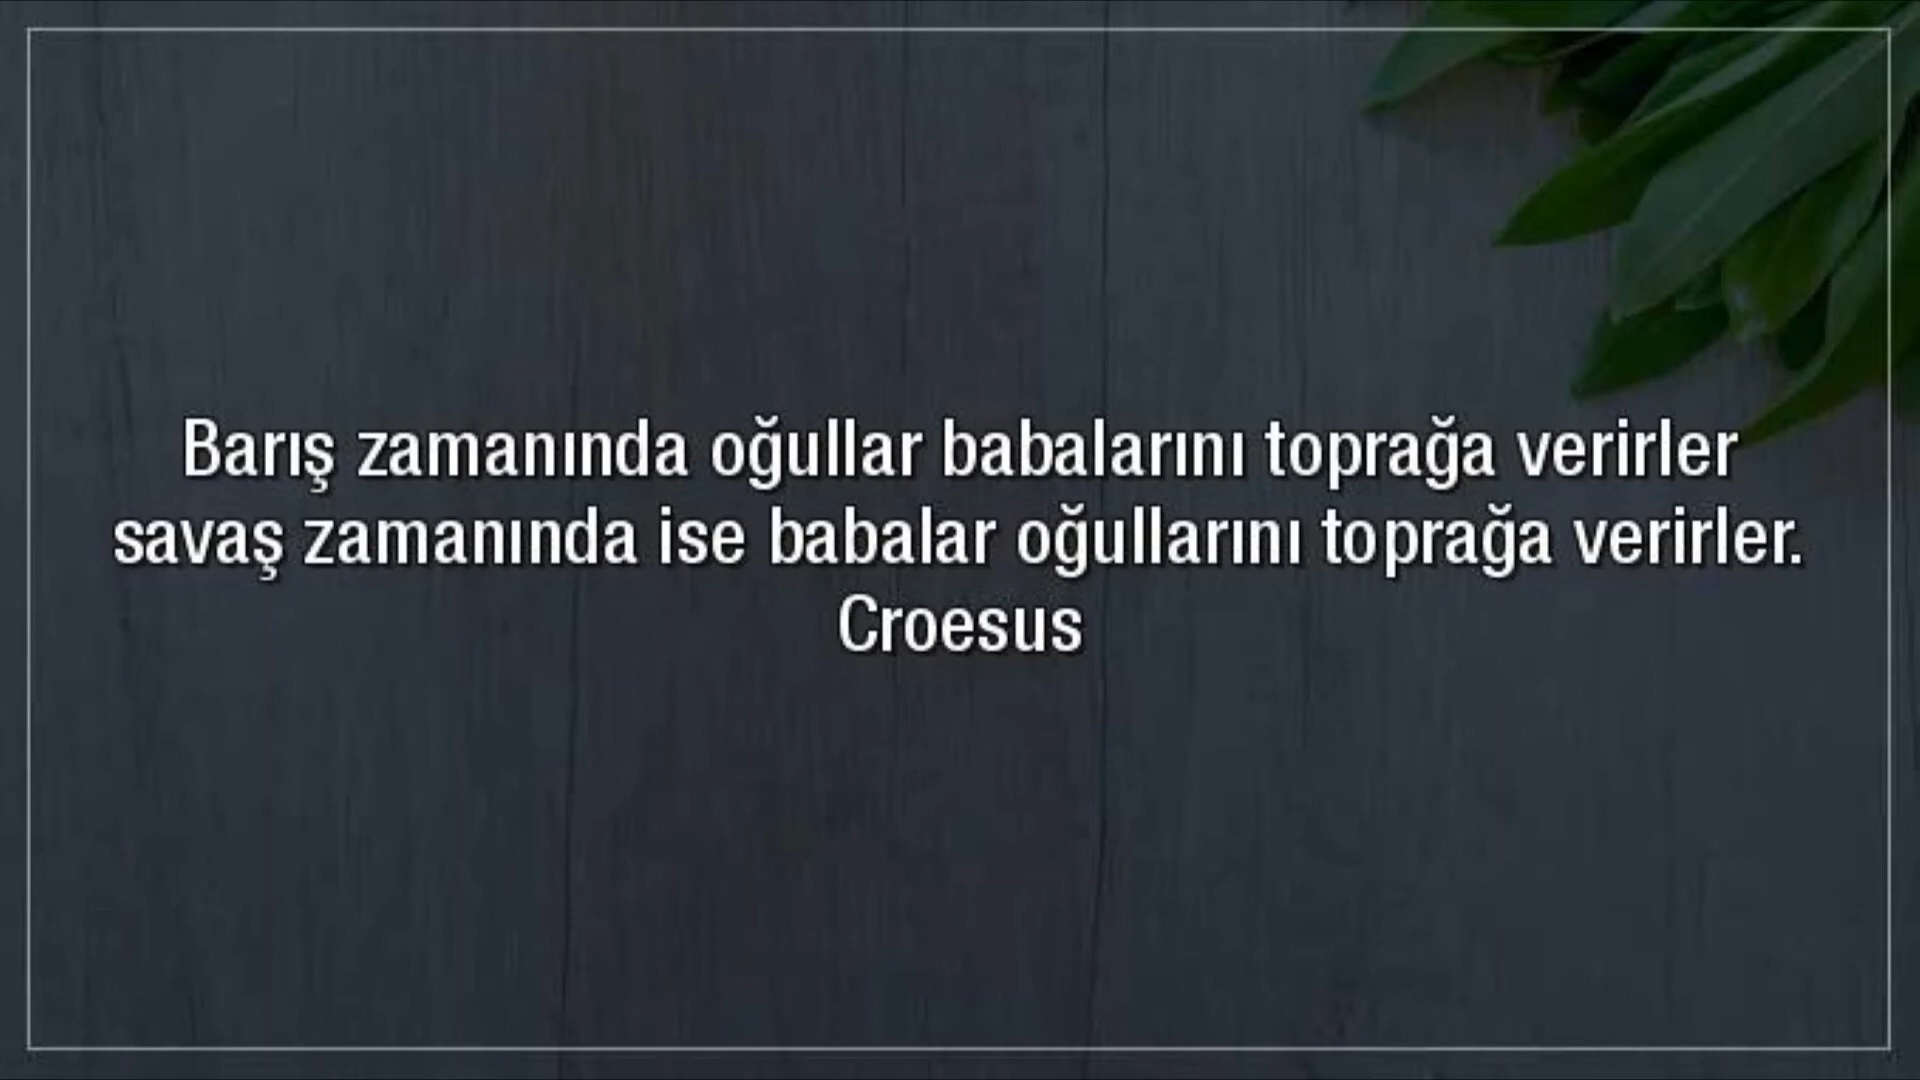 Barış zamanında oğullar babalarını toprağa verirler
savaş zamanında ise babalar oğullarını toprağa verirler.
Croesus